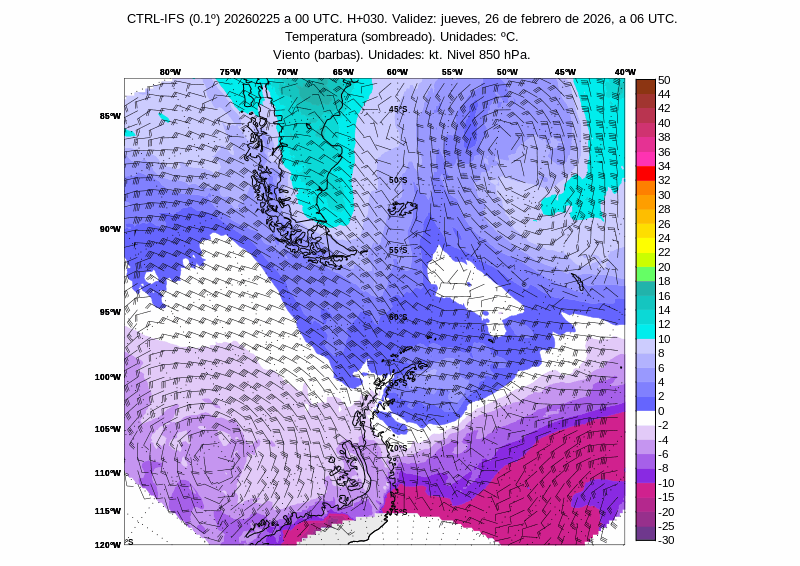 CTRL-IFS (0.1º) 20260225 a 00 UTC. H+030. Validez: jueves, 26 de febrero de 2026, a 06 UTC.
Temperatura (sombreado). Unidades: ºC.
Viento (barbas). Unidades: kt. Nivel 850 hPa.
80°W 75°W 70°W 65°W 60°W 55°W 50°W 45°W 40°W
85°W
90°W
95°W
100°W
105°W
110°W
115°W
120°W
45°S
50°S
55°S
60°S
65°S
70°S
75°S
°S
50
44
42
40
38
36
34
32
30
28
26
24
22
20
18
16
14
12
10
8
6
4
2
0
-2
-4
-6
-8
-10
-15
-20
-25
-30